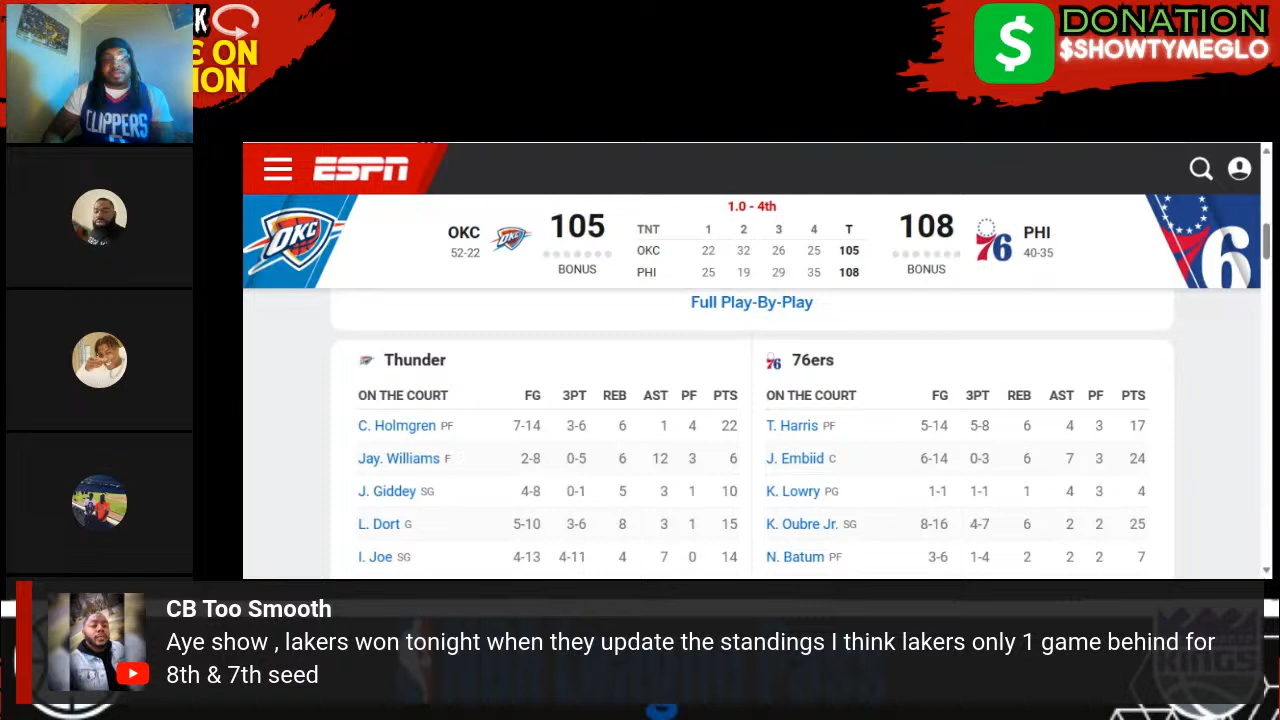 K
E ON
ION
DONATION
$SHOWTYMEGLO
CLIPPERS
ESPN
1.0 - 4th
OKC 105 TNT 1 2 3 4 T 108 PHI
52-22 OKC 22 32 26 25 105 40-35
BONUS PHI 25 19 29 35 108 BONUS
OKC
76
Full Play-By-Play
Thunder
ON THE COURT FG 3PT REB AST PF PTS
C. Holmgren PF 7-14 3-6 6 1 4 22
Jay. Williams F 2-8 0-5 6 12 3 6
J. Giddey SG 4-8 0-1 5 3 1 10
L. Dort G 5-10 3-6 8 3 1 15
I. Joe SG 4-13 4-11 4 7 0 14
76ers
ON THE COURT FG 3PT REB AST PF PTS
T. Harris PF 5-14 5-8 6 4 3 17
J. Embiid C 6-14 0-3 6 7 3 24
K. Lowry PG 1-1 1-1 1 4 3 4
K. Oubre Jr. SG 8-16 4-7 6 2 2 25
N. Batum PF 3-6 1-4 2 2 2 7
CB Too Smooth
Aye show , lakers won tonight when they update the standings I think lakers only 1 game behind for
8th & 7th seed
KINGS